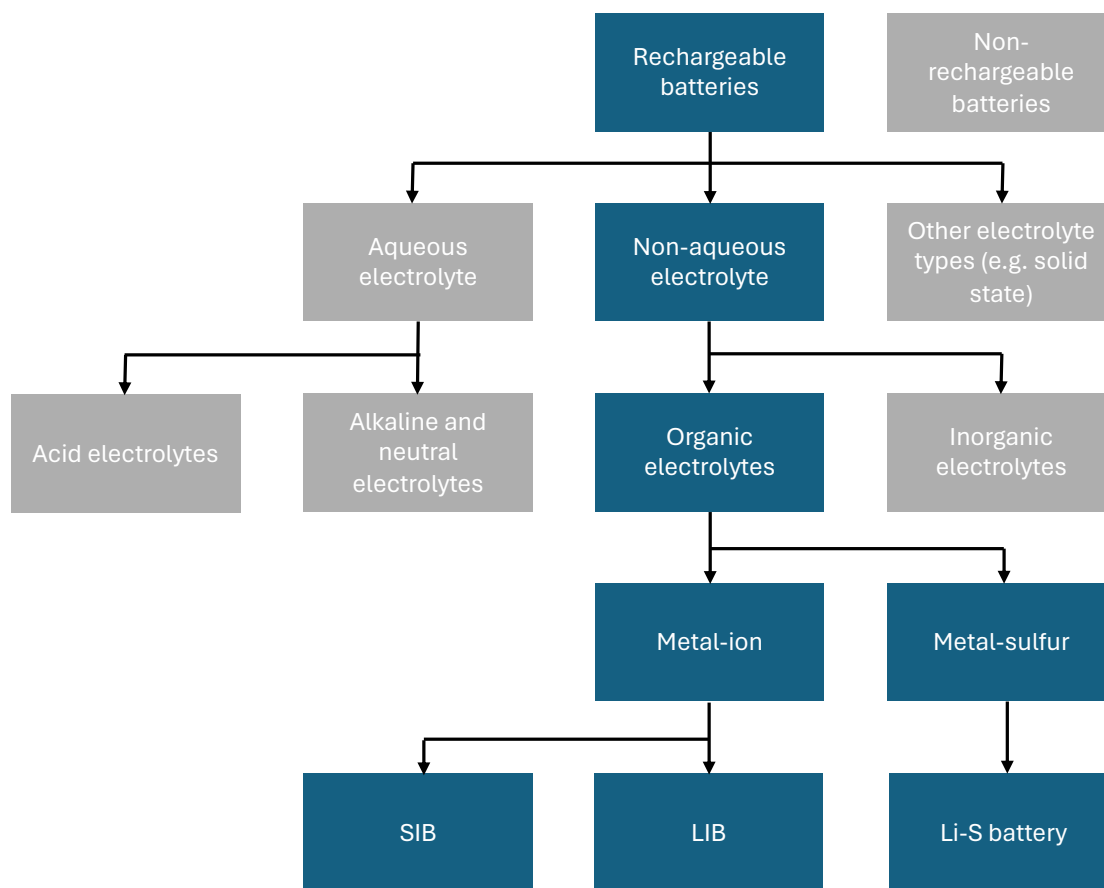 Rechargeable
batteries
Non-
rechargeable
batteries
Aqueous
electrolyte
Non-aqueous
electrolyte
Other electrolyte
types (e.g. solid
state)
Acid electrolytes
Alkaline and
neutral
electrolytes
Organic
electrolytes
Inorganic
electrolytes
Metal-ion
Metal-sulfur
SIB
LIB
Li-S battery